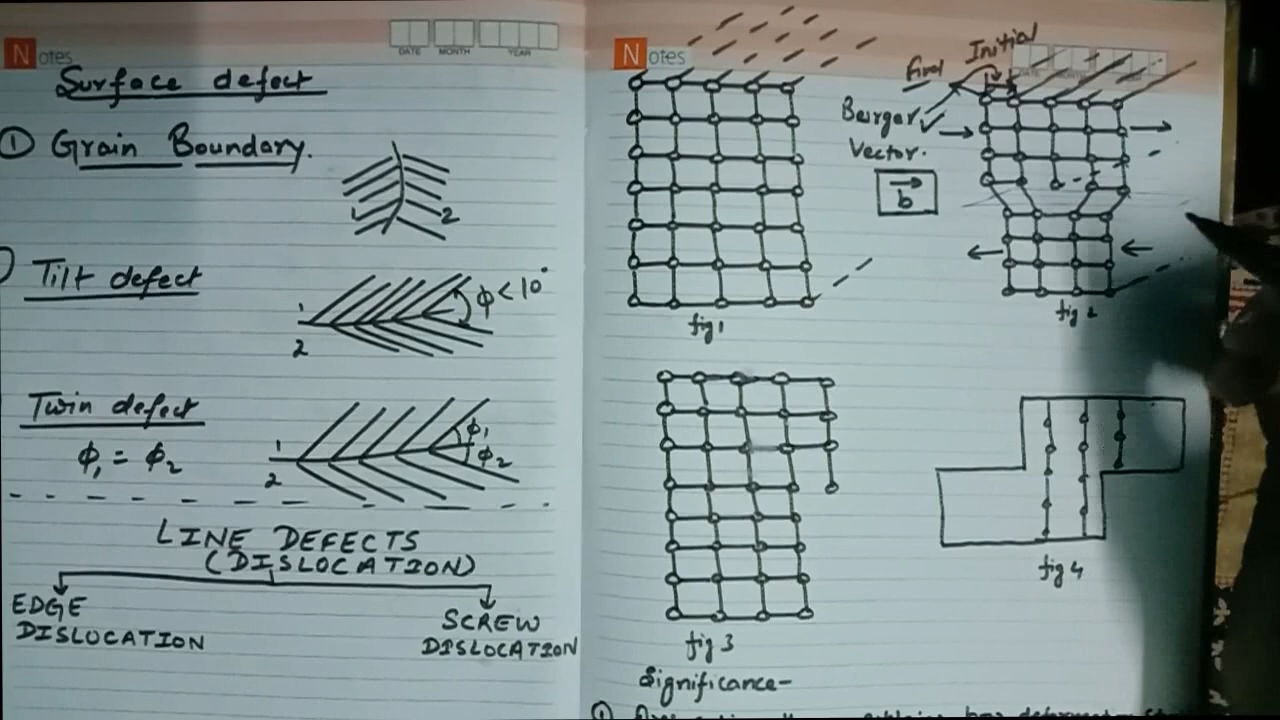 Notes
DATE MONTH YEAR
Surface defect
① Grain Boundary.
1 2
Tilt defect
1
2
ϕ<10°
Twin defect
ϕ₁ = ϕ₂
1
2
ϕ₁
ϕ₂
LINE DEFECTS
(DISLOCATION)
EDGE
DISLOCATION
SCREW
DISLOCATION
Notes
Initial
Final
Burgar
Vector.
b
fig 1
fig 2
fig 3
fig 4
Significance-
①